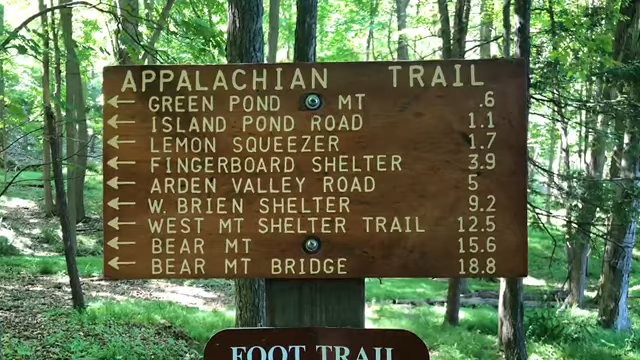 APPALACHIAN TRAIL
← GREEN POND MT .6
← ISLAND POND ROAD 1.1
← LEMON SQUEEZER 1.7
← FINGERBOARD SHELTER 3.9
← ARDEN VALLEY ROAD 5
← W. BRIEN SHELTER 9.2
← WEST MT SHELTER TRAIL 12.5
← BEAR MT 15.6
← BEAR MT BRIDGE 18.8
FOOT TRAIL